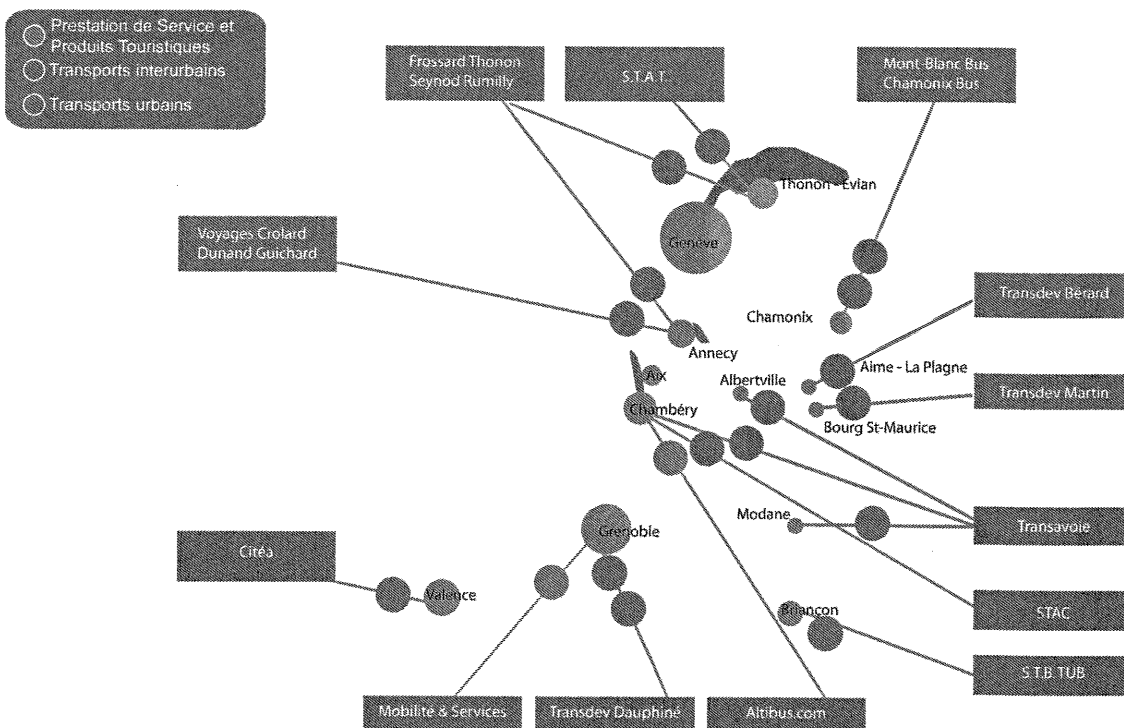 Prestation de Service et
Produits Touristiques
Transports interurbains
Transports urbains
Frossard Thonon
Seynod Rumilly
S.T.A.T.
Mont-Blanc Bus
Chamonix Bus
Thonon - Evian
Voyages Crolard
Dunand Guichard
Genève
Transdev Bérard
Chamonix
Annecy
Aix
Albertville
Aime - La Plagne
Transdev Martin
Chambéry
Bourg St-Maurice
Modane
Transavoie
Grenoble
Citéa
Valence
Briançon
STAC
S.T.B. TUB
Mobilité & Services
Transdev Dauphiné
Altibus.com